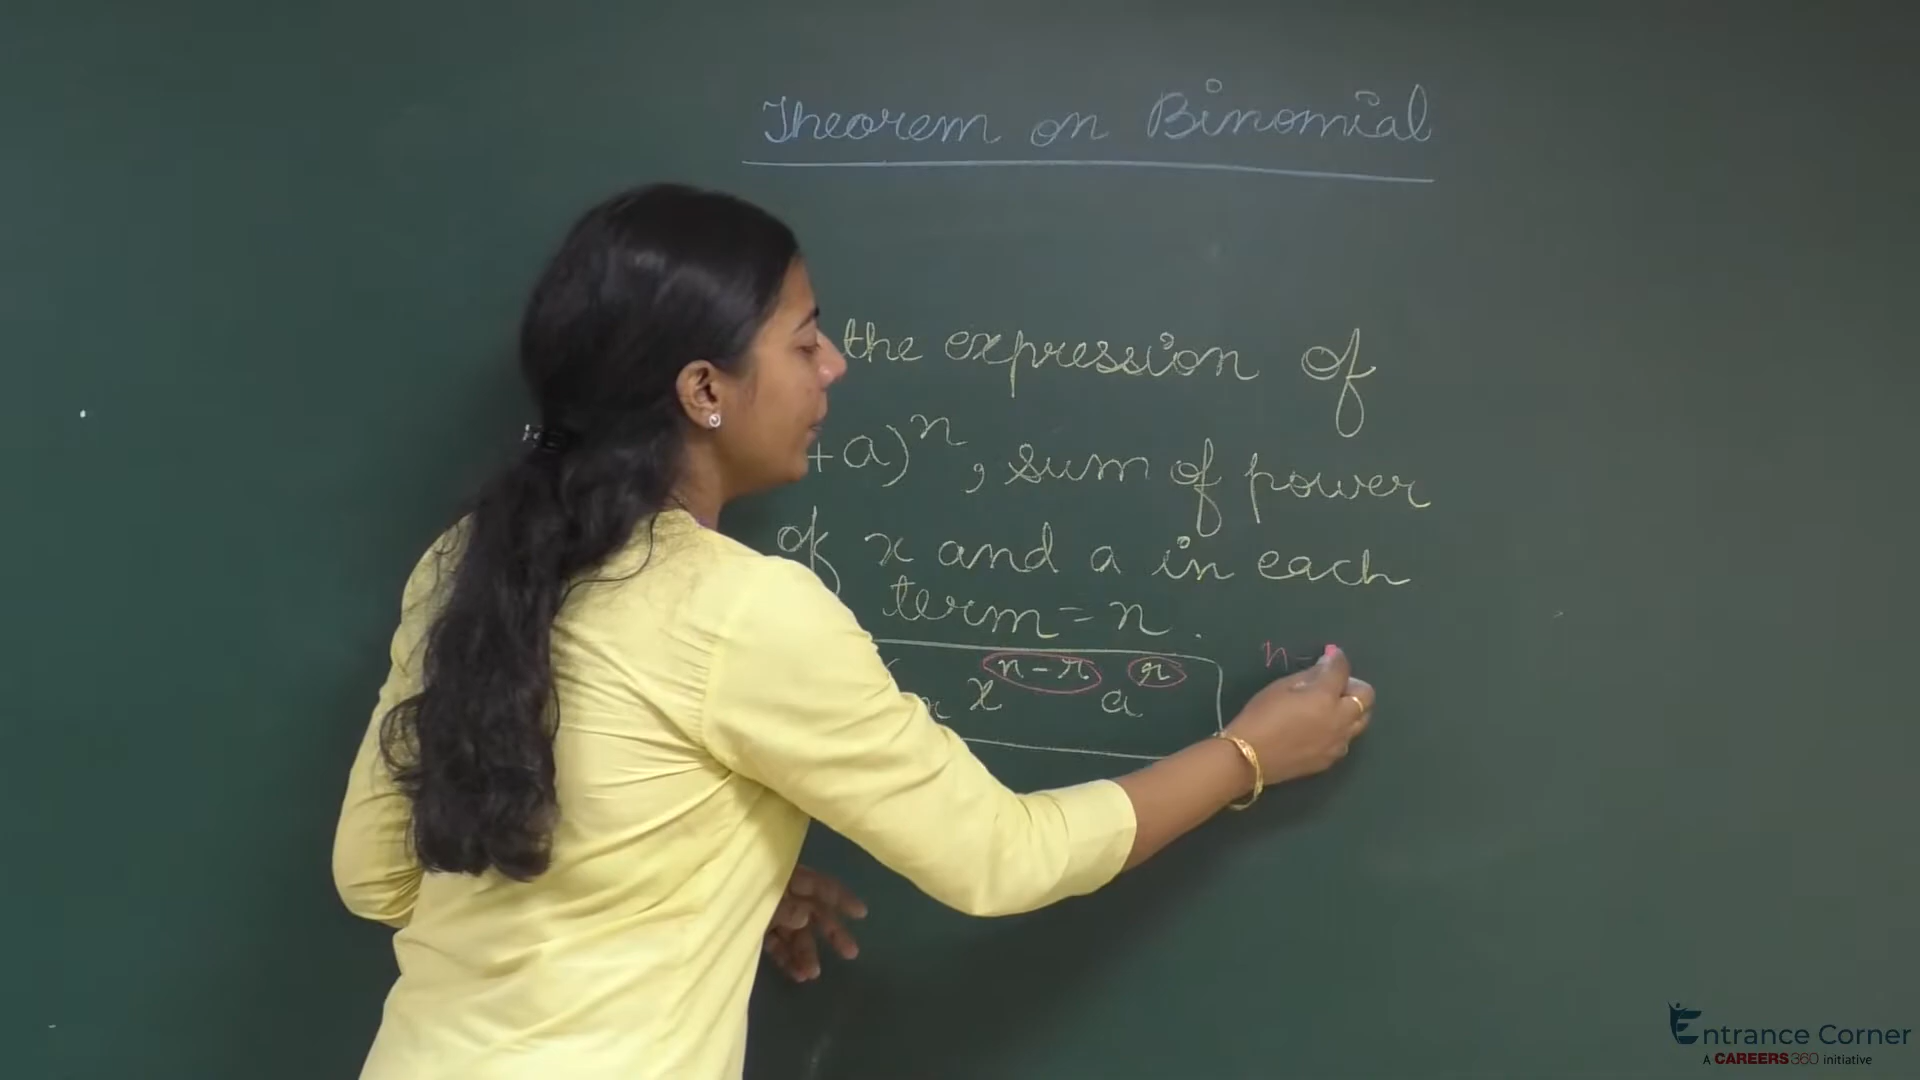 Theorem on Binomial
the expression of
+a)ⁿ, sum of power
of x and a in each
term = n.
x^{n-r} a^{r}
n-
Entrance Corner
A CAREERS360 initiative